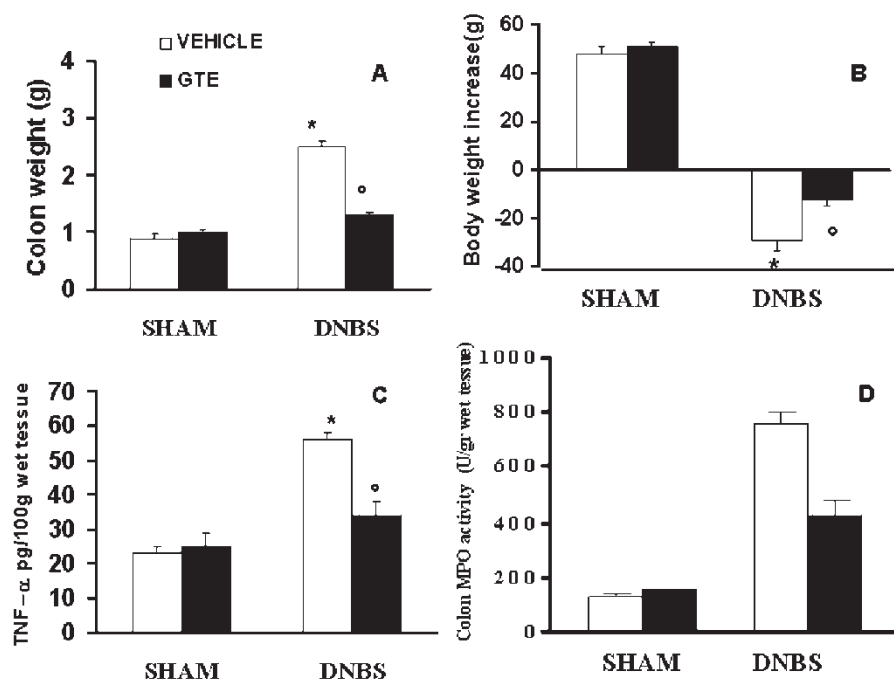 VEHICLE
GTE
A
Colon weight (g)
4
3
2
1
0
*
°
SHAM DNBS
B
Body weight increase(g)
60
40
20
0
-20
-40
*
°
SHAM DNBS
C
TNF-α pg/100g wet tessue
70
60
50
40
30
20
10
0
*
°
SHAM DNBS
D
Colon MPO activity (U/gr wet tessue)
1000
800
600
400
200
0
SHAM DNBS